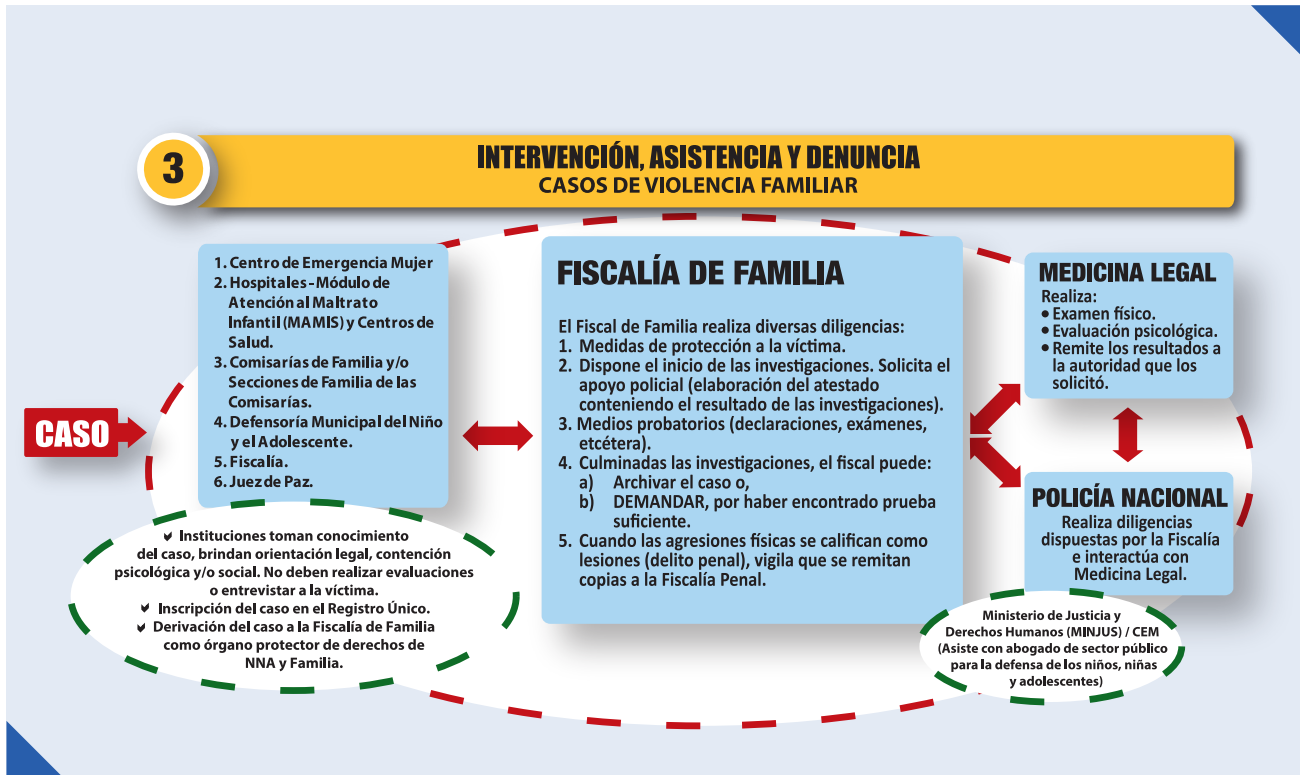 3
INTERVENCIÓN, ASISTENCIA Y DENUNCIA
CASOS DE VIOLENCIA FAMILIAR
CASO
1. Centro de Emergencia Mujer
2. Hospitales - Módulo de
Atención al Maltrato
Infantil (MAMIS) y Centros de
Salud.
3. Comisarías de Familia y/o
Secciones de Familia de las
Comisarías.
4. Defensoría Municipal del Niño
y el Adolescente.
5. Fiscalía.
6. Juez de Paz.
Instituciones toman conocimiento
del caso, brindan orientación legal, contención
psicológica y/o social. No deben realizar evaluaciones
o entrevistar a la víctima.
Inscripción del caso en el Registro Único.
Derivación del caso a la Fiscalía de Familia
como órgano protector de derechos de
NNA y Familia.
FISCALÍA DE FAMILIA
El Fiscal de Familia realiza diversas diligencias:
1. Medidas de protección a la víctima.
2. Dispone el inicio de las investigaciones. Solicita el
apoyo policial (elaboración del atestado
conteniendo el resultado de las investigaciones).
3. Medios probatorios (declaraciones, exámenes,
etcétera).
4. Culminadas las investigaciones, el fiscal puede:
a) Archivar el caso o,
b) DEMANDAR, por haber encontrado prueba
suficiente.
5. Cuando las agresiones físicas se califican como
lesiones (delito penal), vigila que se remitan
copias a la Fiscalía Penal.
MEDICINA LEGAL
Realiza:
• Examen físico.
• Evaluación psicológica.
• Remite los resultados a
la autoridad que los
solicitó.
POLICÍA NACIONAL
Realiza diligencias
dispuestas por la Fiscalía
e interactúa con
Medicina Legal.
Ministerio de Justicia y
Derechos Humanos (MINJUS) / CEM
(Asiste con abogado de sector público
para la defensa de los niños, niñas
y adolescentes)